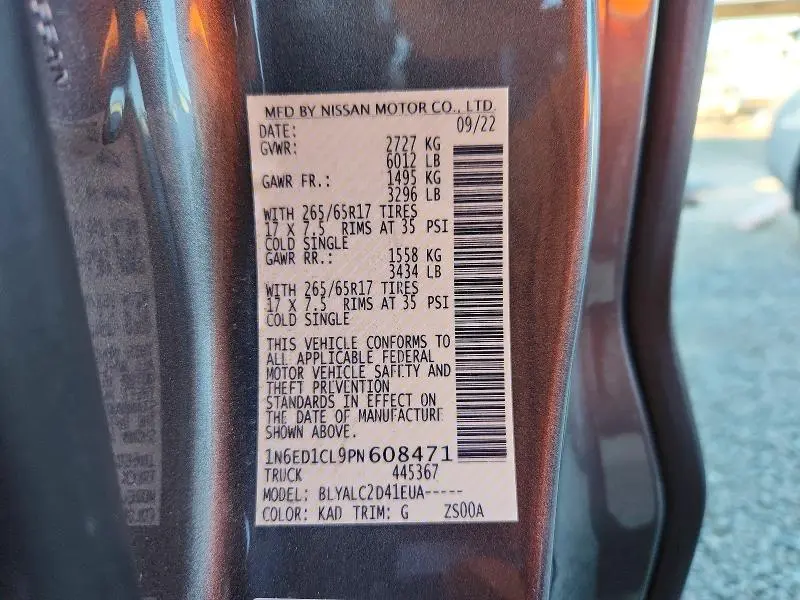 MFD BY NISSAN MOTOR CO., LTD.
DATE: 09/22
GVWR: 2727 KG
6012 LB
GAWR FR.: 1495 KG
3296 LB
WITH 265/65R17 TIRES
17 X 7.5 RIMS AT 35 PSI
COLD SINGLE
GAWR RR.: 1558 KG
3434 LB
WITH 265/65R17 TIRES
17 X 7.5 RIMS AT 35 PSI
COLD SINGLE
THIS VEHICLE CONFORMS TO
ALL APPLICABLE FEDERAL
MOTOR VEHICLE SAFETY AND
THEFT PREVENTION
STANDARDS IN EFFECT ON
THE DATE OF MANUFACTURE
SHOWN ABOVE.
1N6ED1CL9PN608471
TRUCK 445367
MODEL: BLYALC2D41EUA-----
COLOR: KAD TRIM: G ZS00A